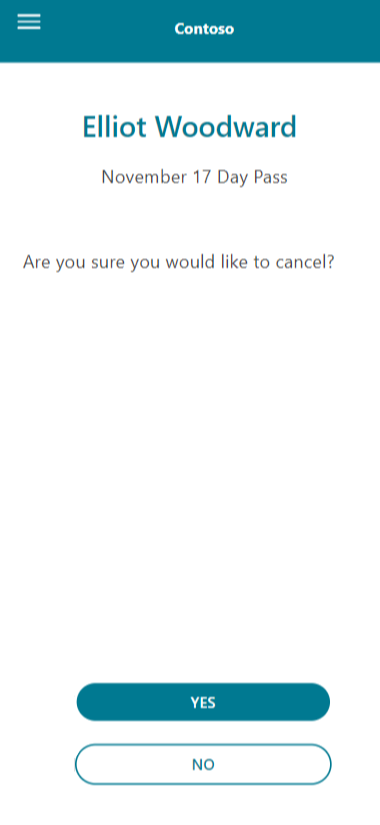 Contoso
Elliot Woodward
November 17 Day Pass
Are you sure you would like to cancel?
YES
NO